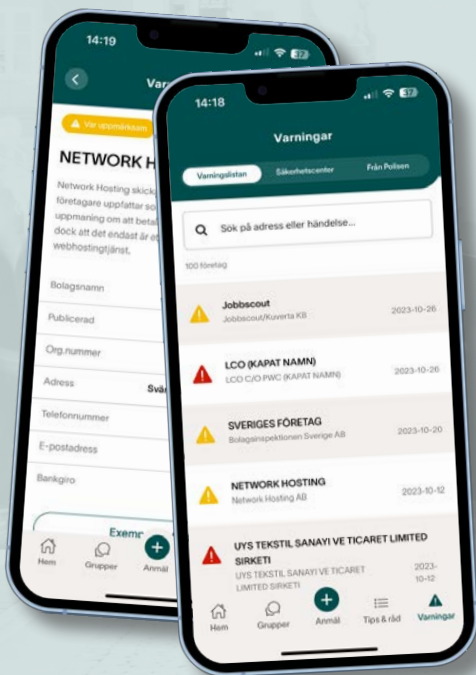 14:19
Var uppmärksam
NETWORK H
Network Hosting
företagare uppfattar so
uppmaning om att
dock att det endast är
webhostingtjänst.
Bolagsnamn
Publicerad
Org.nummer
Adress
Telefonnummer
E-postadress
Bankgiro
Hem
Grupper
Anmäl
14:18
37
Varningar
Varningslistan
Säkerhetscenter
Från Polisen
Sök på adress eller händelse...
100 företag
Jobbscout
Jobbscout/Kuverta KB
2023-10-26
LCO (KAPAT NAMN)
LCO C/O PWC (KAPAT NAMN)
2023-10-26
SVERIGES FÖRETAG
Bolagsinspektionen Sverige AB
2023-10-20
NETWORK HOSTING
Network Hosting AB
2023-10-12
UYS TEKSTIL SANAYI VE TICARET LIMITED
SIRKETI
UYS TEKSTIL SANAYI VE TICARET
LIMITED SIRKETI
2023-
10-12
Hem
Grupper
Anmäl
Tips & råd
Varningar